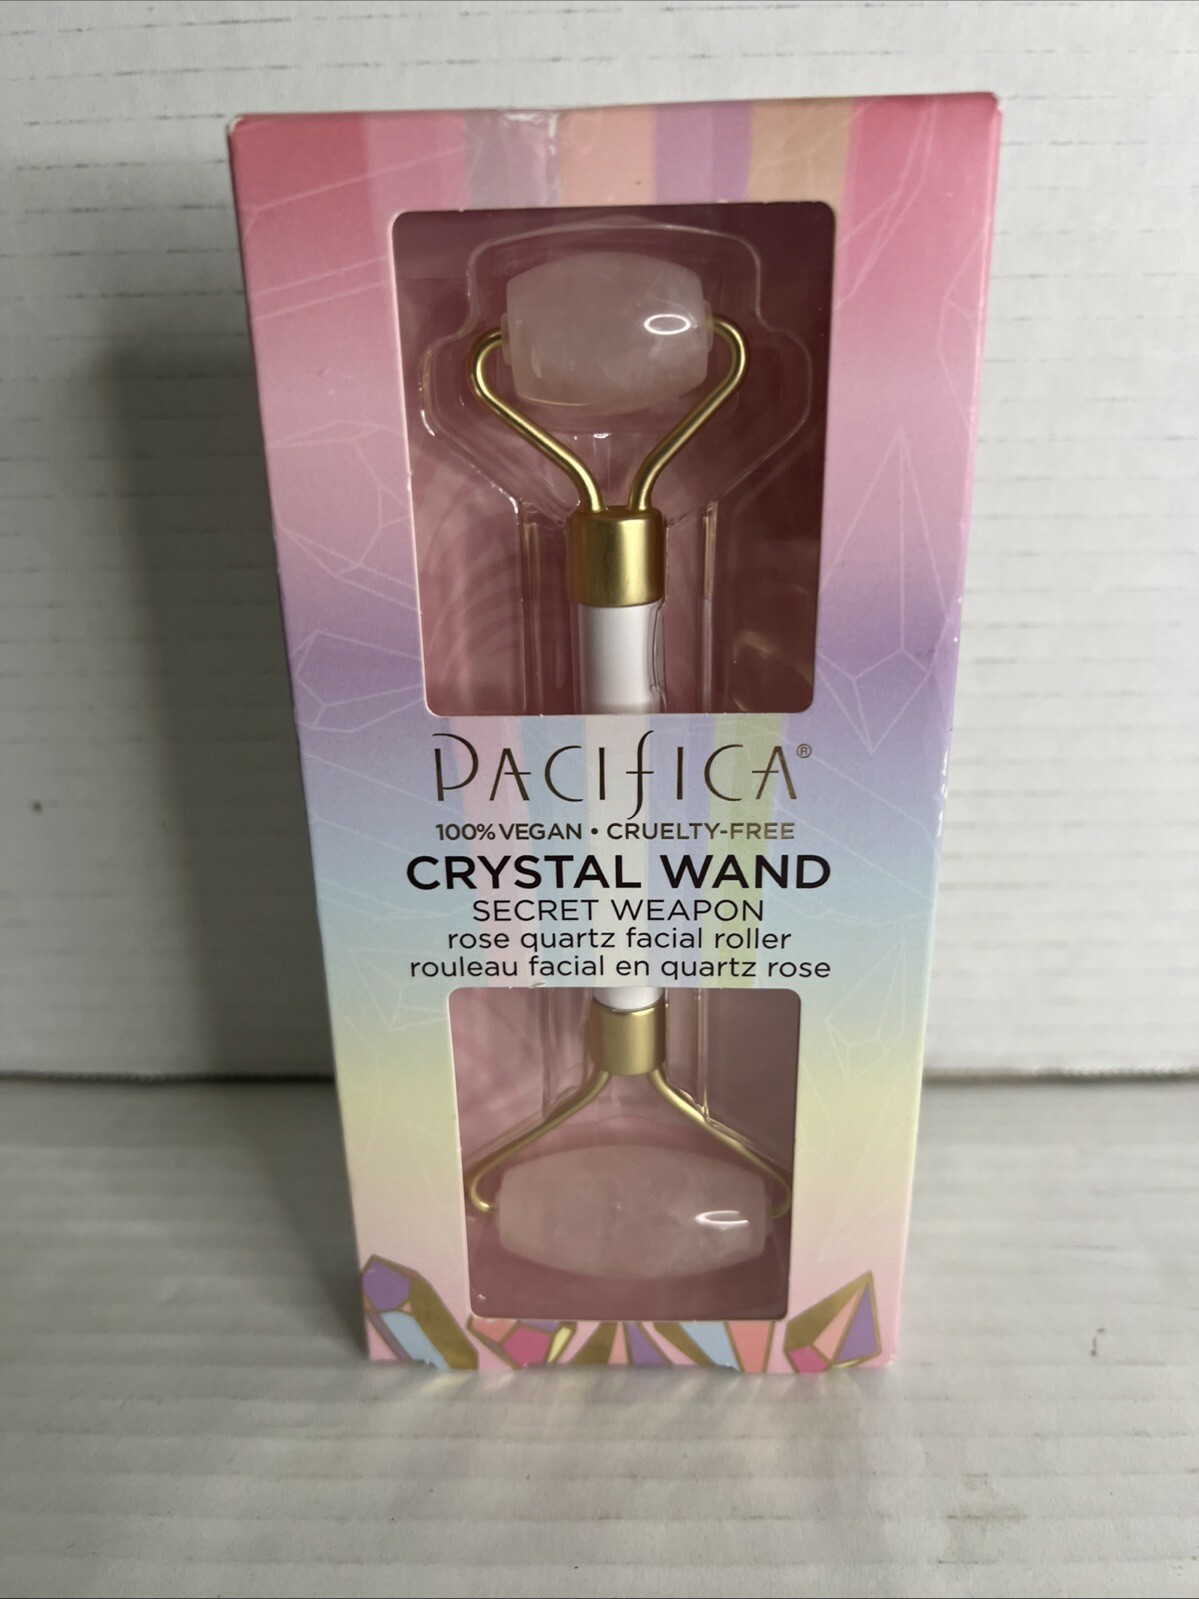 PACIFICA®
100% VEGAN • CRUELTY-FREE
CRYSTAL WAND
SECRET WEAPON
rose quartz facial roller
rouleau facial en quartz rose